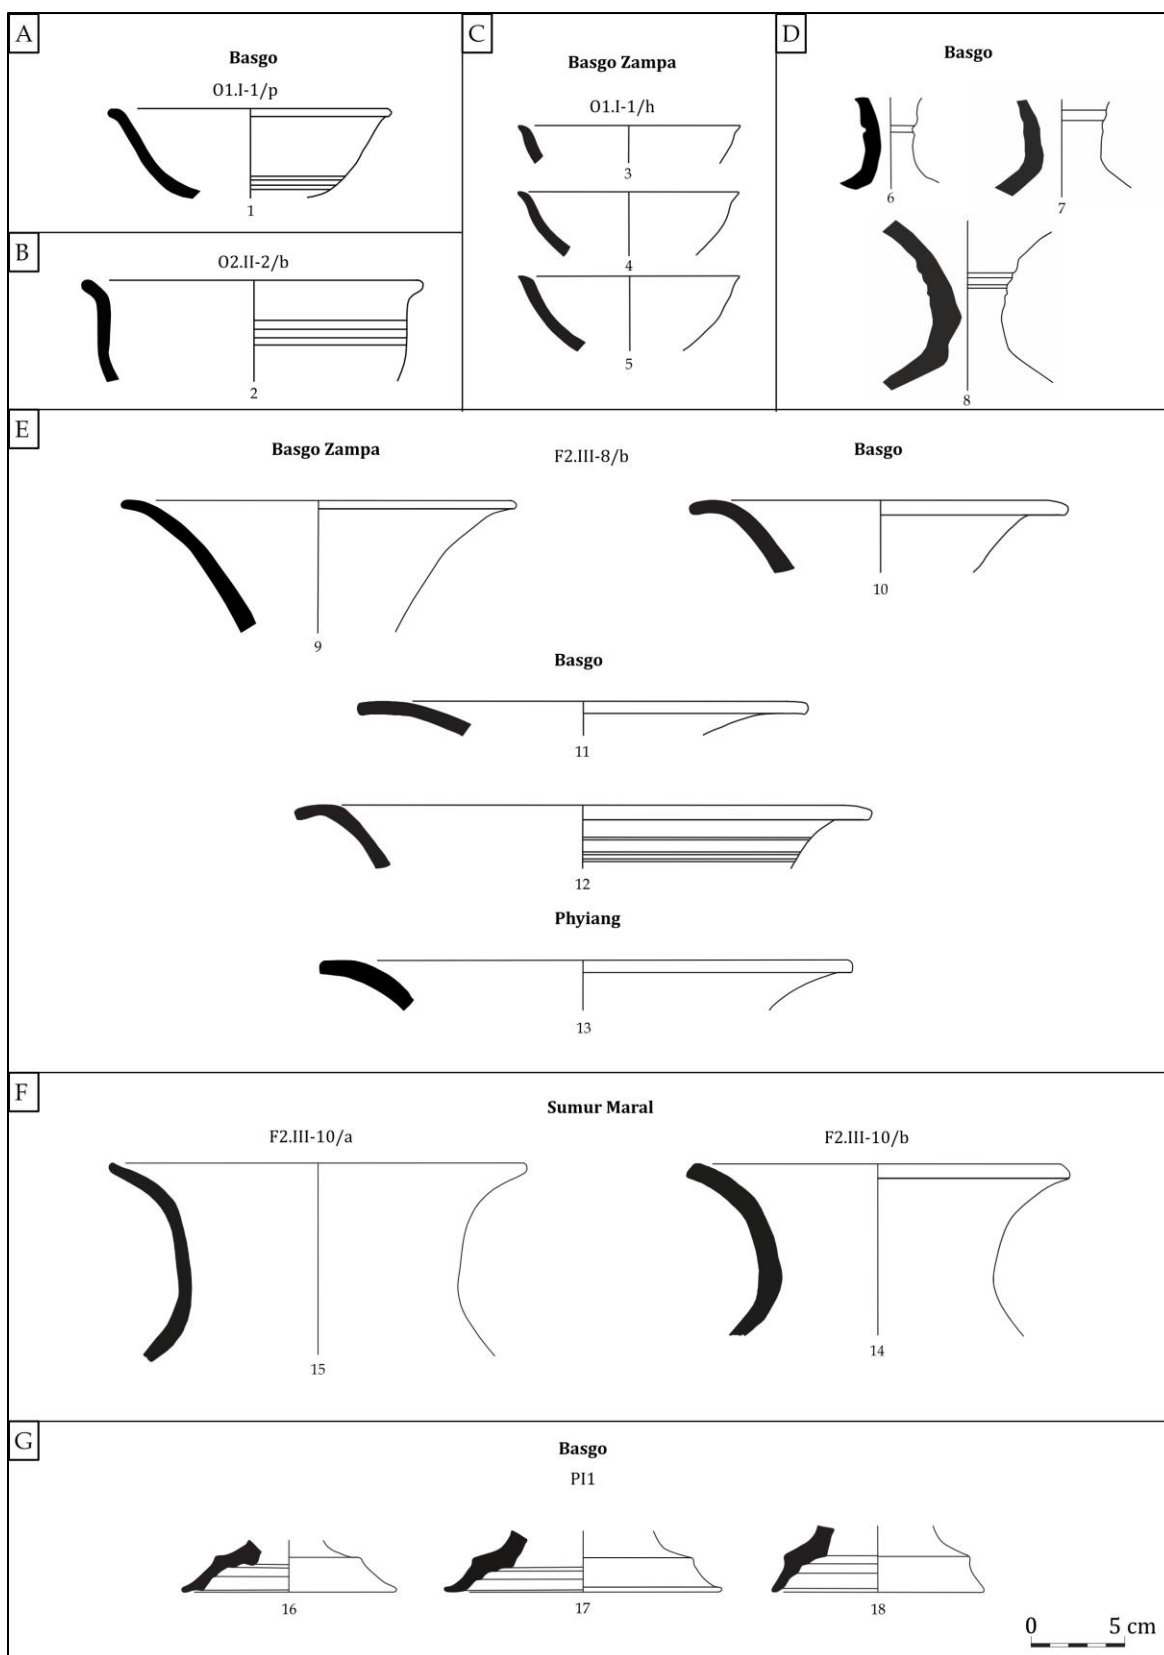 A
Basgo
O1.I-1/p
1
B
O2.II-2/b
2
C
Basgo Zampa
O1.I-1/h
3
4
5
D
Basgo
6
7
8
E
Basgo Zampa
F2.III-8/b
Basgo
9
10
Basgo
11
12
Phyiang
13
F
Sumur Maral
F2.III-10/a
F2.III-10/b
15
14
G
Basgo
PI1
16
17
18
0 5 cm